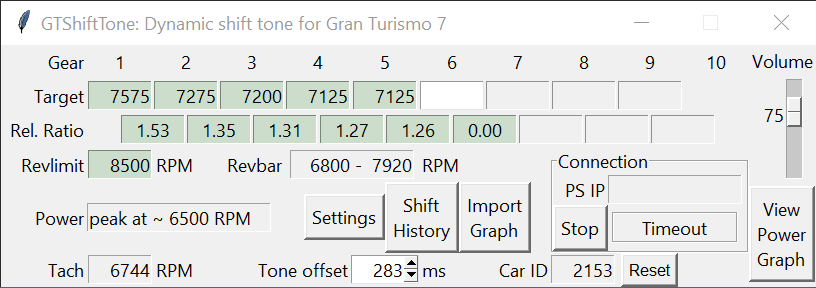 GTShiftTone: Dynamic shift tone for Gran Turismo 7
Gear 1 2 3 4 5 6 7 8 9 10 Volume
Target 7575 7275 7200 7125 7125
75
Rel. Ratio 1.53 1.35 1.31 1.27 1.26 0.00
Revlimit 8500 RPM Revbar 6800 - 7920 RPM
Connection
PS IP
Power peak at ~ 6500 RPM
Settings
Shift
History
Import
Graph
Stop Timeout
View
Power
Graph
Tach 6744 RPM Tone offset 283 ms Car ID 2153 Reset